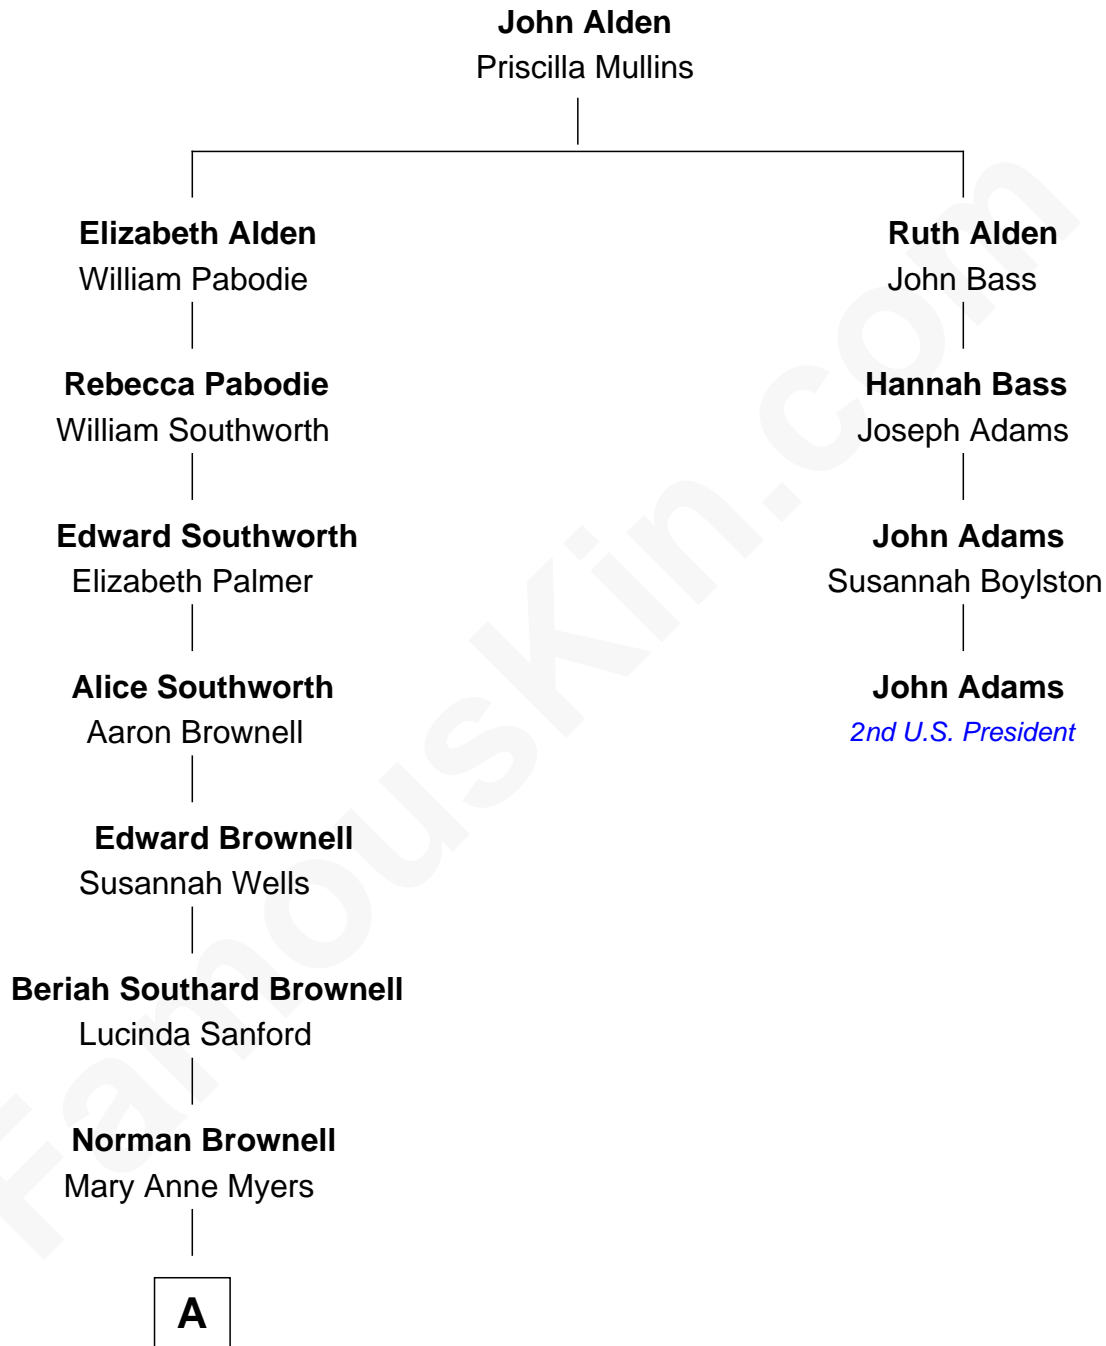 John Alden
Priscilla Mullins
Elizabeth Alden
William Pabodie
Ruth Alden
John Bass
Rebecca Pabodie
William Southworth
Hannah Bass
Joseph Adams
Edward Southworth
Elizabeth Palmer
John Adams
Susannah Boylston
Alice Southworth
Aaron Brownell
John Adams
2nd U.S. President
Edward Brownell
Susannah Wells
Beriah Southard Brownell
Lucinda Sanford
Norman Brownell
Mary Anne Myers
A
FamousKin.com